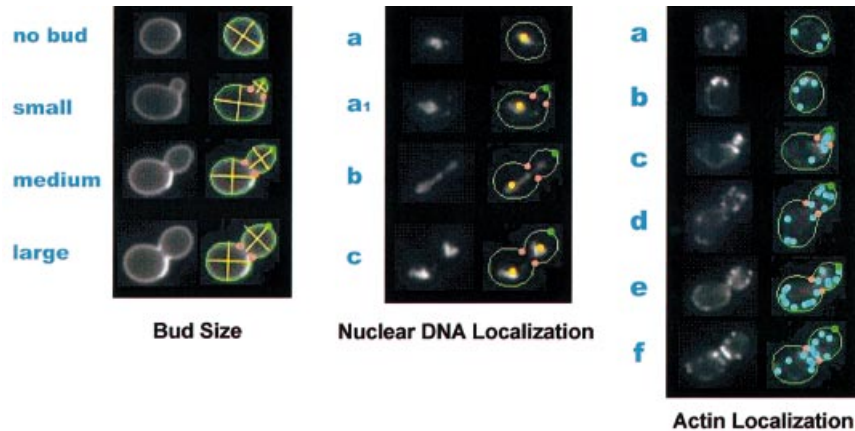 no bud
small
medium
large
Bud Size
a
a1
b
c
Nuclear DNA Localization
a
b
c
d
e
f
Actin Localization